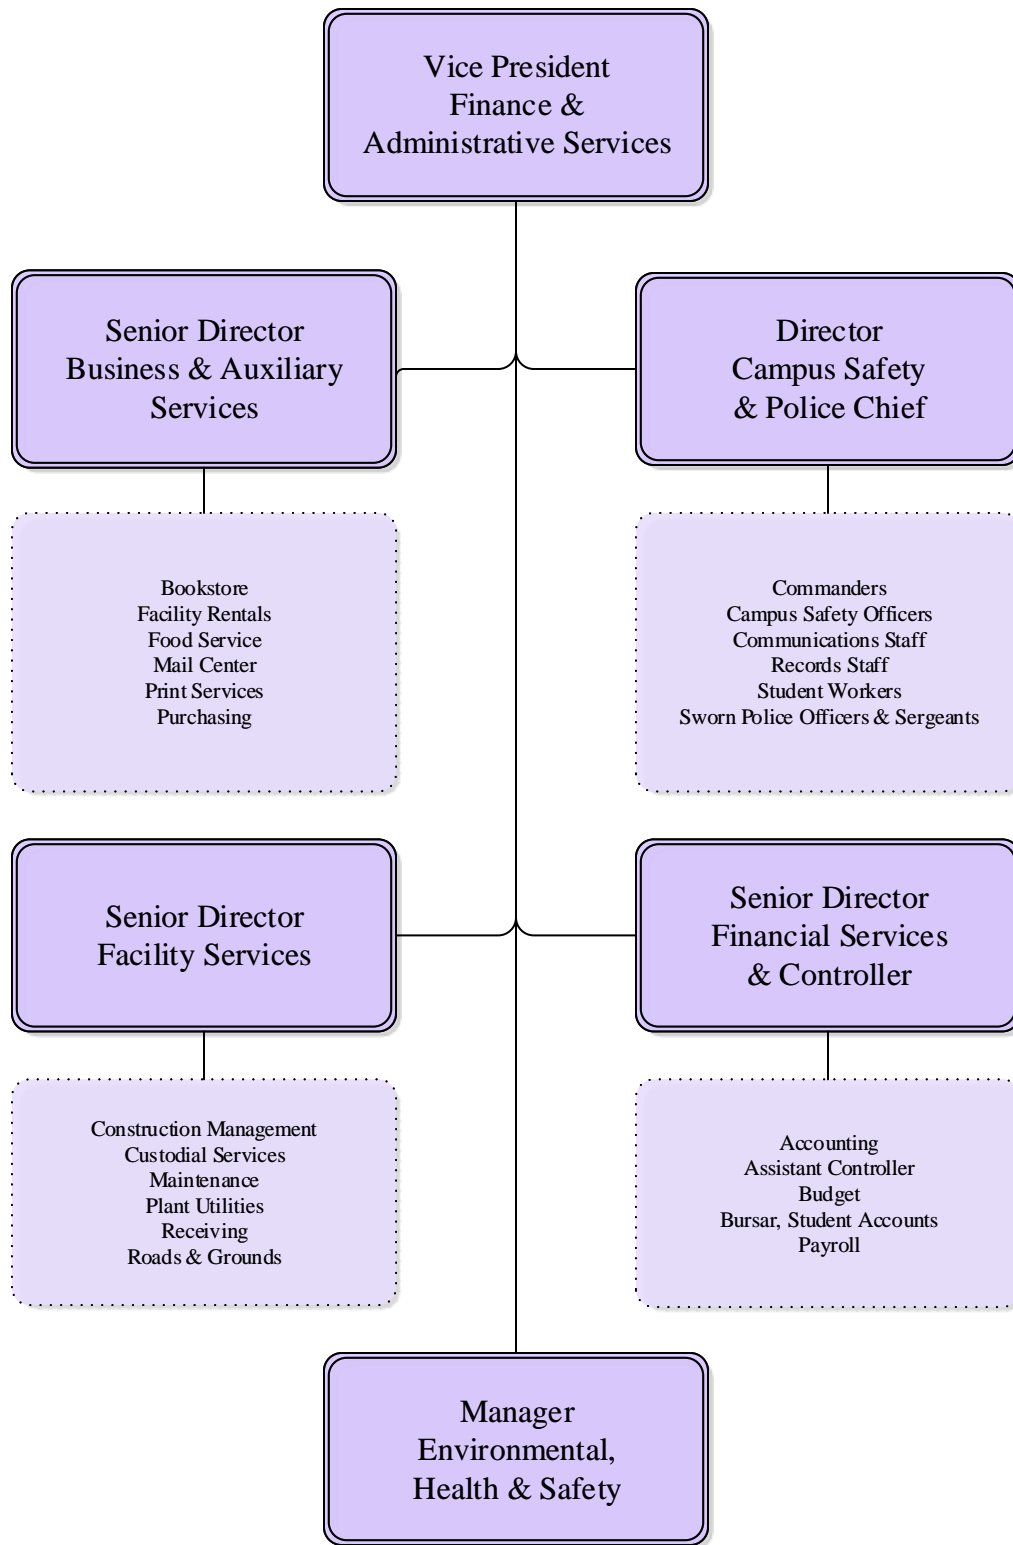 Vice President
Finance &
Administrative Services
Senior Director
Business & Auxiliary
Services
Director
Campus Safety
& Police Chief
Bookstore
Facility Rentals
Food Service
Mail Center
Print Services
Purchasing
Commanders
Campus Safety Officers
Communications Staff
Records Staff
Student Workers
Sworn Police Officers & Sergeants
Senior Director
Facility Services
Senior Director
Financial Services
& Controller
Construction Management
Custodial Services
Maintenance
Plant Utilities
Receiving
Roads & Grounds
Accounting
Assistant Controller
Budget
Bursar, Student Accounts
Payroll
Manager
Environmental,
Health & Safety